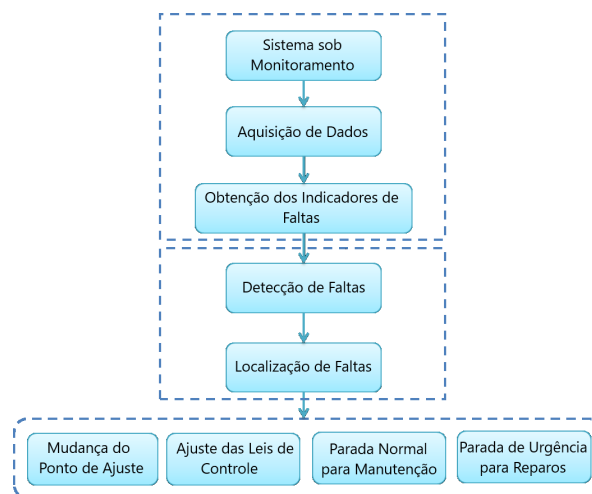 Sistema sob
Monitoramento
Aquisição de Dados
Obtenção dos Indicadores de
Faltas
Detecção de Faltas
Localização de Faltas
Mudança do
Ponto de Ajuste
Ajuste das Leis de
Controle
Parada Normal
para Manutenção
Parada de Urgência
para Reparos